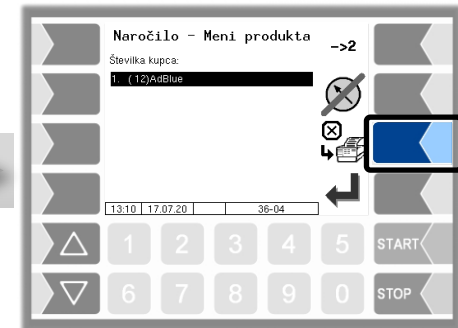 Naročilo - Meni produkta
->2
Številka kupca:
1. (12)AdBlue
13:10 17.07.20 36-04
1 2 3 4 5 START
6 7 8 9 0 STOP